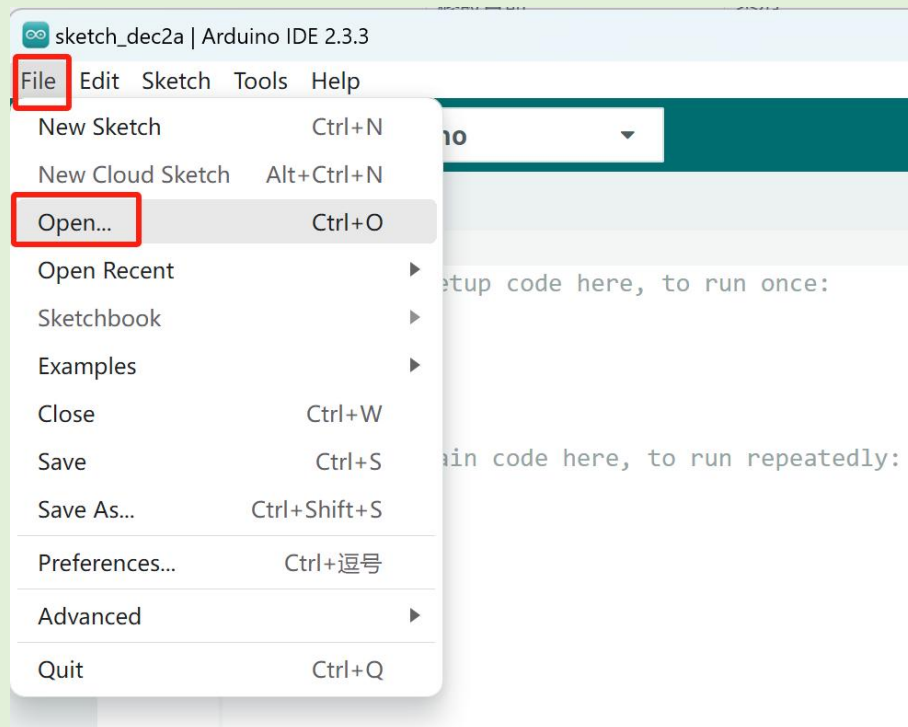 sketch_dec2a | Arduino IDE 2.3.3
File Edit Sketch Tools Help
New Sketch Ctrl+N
New Cloud Sketch Alt+Ctrl+N
Open... Ctrl+O
Open Recent
etup code here, to run once:
Sketchbook
Examples
Close Ctrl+W
Save Ctrl+S
ain code here, to run repeatedly:
Save As... Ctrl+Shift+S
Preferences... Ctrl+逗号
Advanced
Quit Ctrl+Q